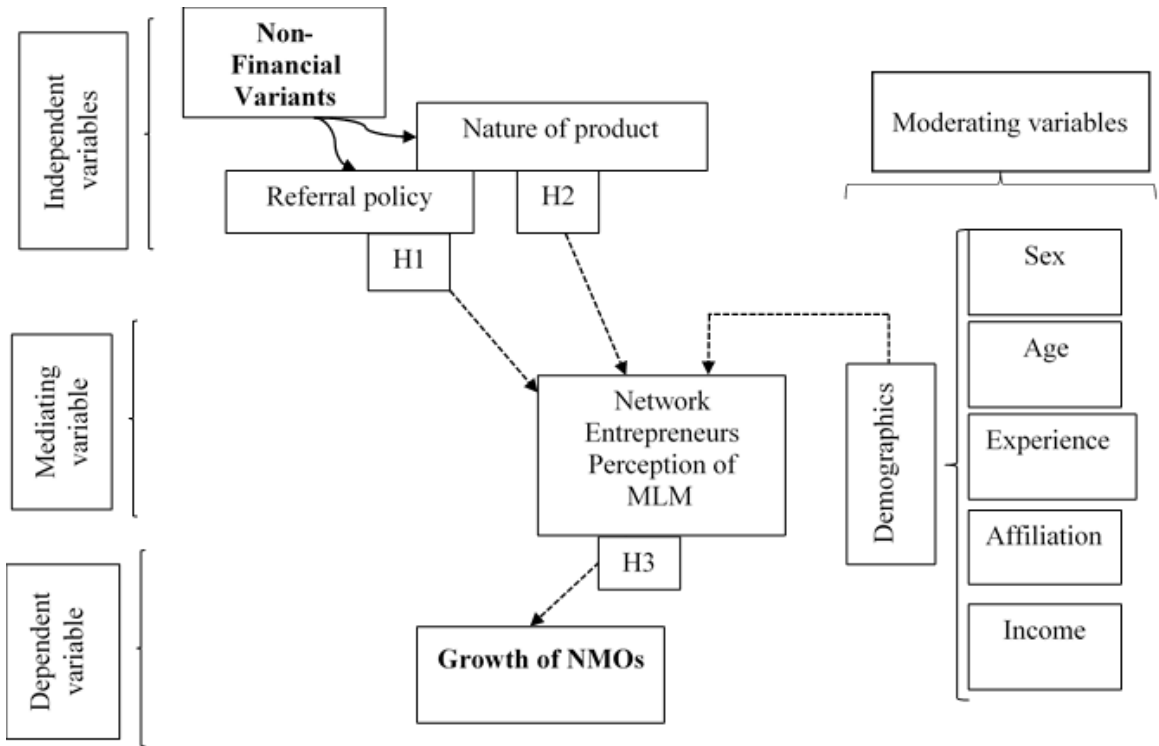 Independent
variables
Non-
Financial
Variants
Nature of product
Referral policy
H2
H1
Moderating variables
Mediating
variable
Network
Entrepreneurs
Perception of
MLM
H3
Demographics
Sex
Age
Experience
Affiliation
Income
Dependent
variable
Growth of NMOs